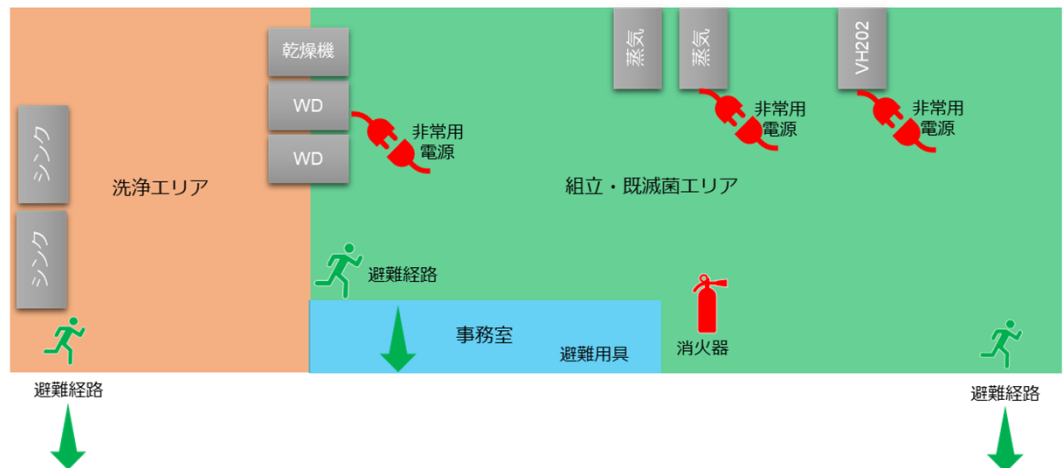 乾燥機
WD
WD
非常用
電源
蒸気
蒸気
非常用
電源
VH202
非常用
電源
シンク
シンク
洗浄エリア
組立・既滅菌エリア
避難経路
事務室
避難用具
消火器
避難経路
避難経路